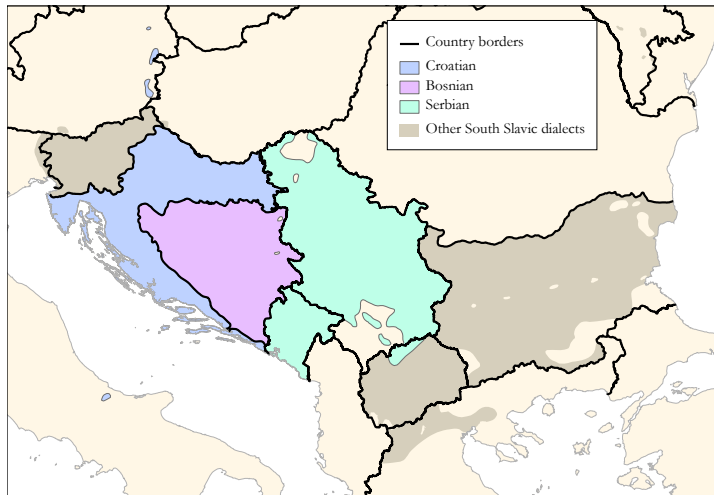 Country borders
Croatian
Bosnian
Serbian
Other South Slavic dialects